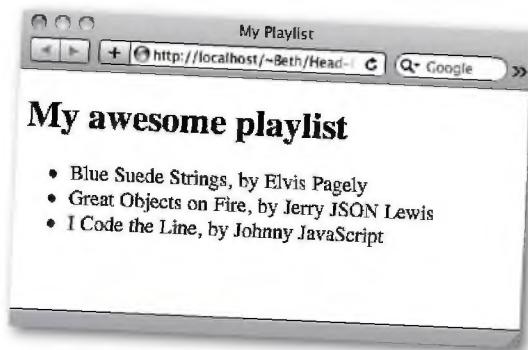 My Playlist
http://localhost/~Beth/Head-
Google
My awesome playlist
• Blue Suede Strings, by Elvis Pagely
• Great Objects on Fire, by Jerry JSON Lewis
• I Code the Line, by Johnny JavaScript